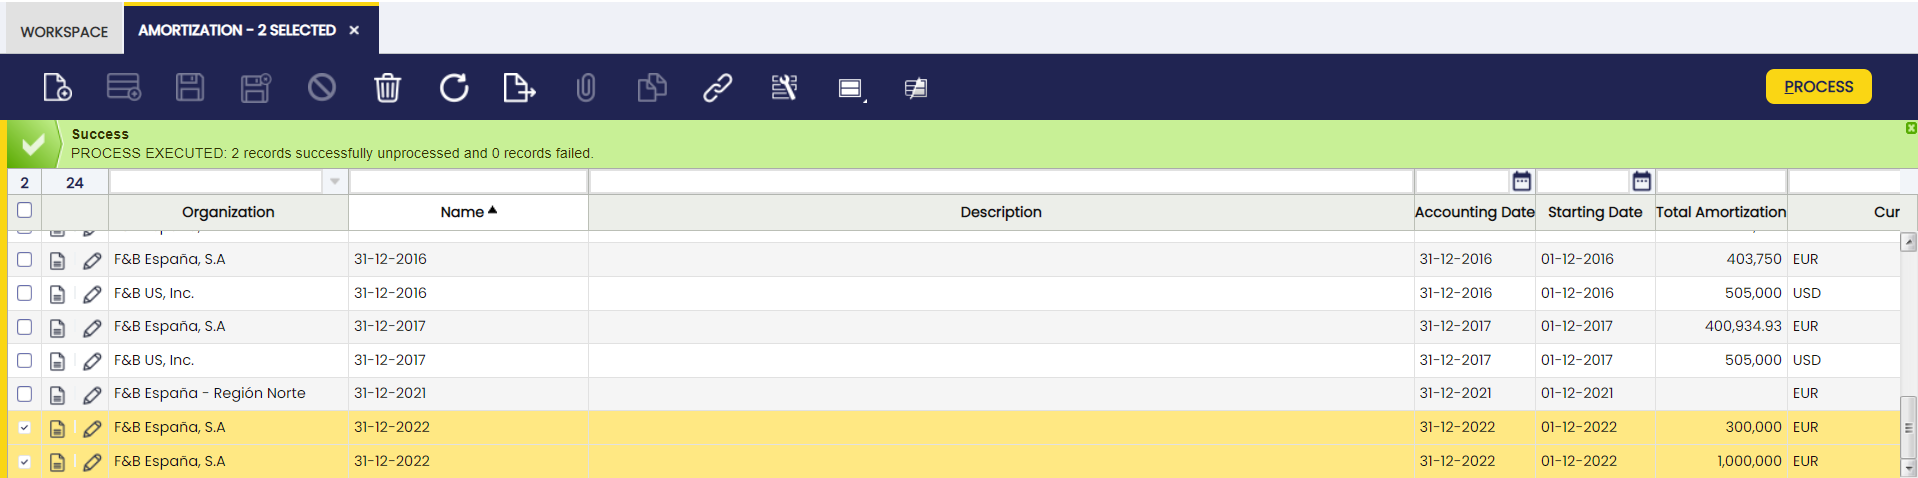 WORKSPACE
AMORTIZATION - 2 SELECTED ×
PROCESS
Success
PROCESS EXECUTED: 2 records successfully unprocessed and 0 records failed.
2 24
Organization Name Description Accounting Date Starting Date Total Amortization Cur
F&B España, S.A 31-12-2016 31-12-2016 01-12-2016 403,750 EUR
F&B US, Inc. 31-12-2016 31-12-2016 01-12-2016 505,000 USD
F&B España, S.A 31-12-2017 31-12-2017 01-12-2017 400,934.93 EUR
F&B US, Inc. 31-12-2017 31-12-2017 01-12-2017 505,000 USD
F&B España - Región Norte 31-12-2021 31-12-2021 01-12-2021 EUR
F&B España, S.A 31-12-2022 31-12-2022 01-12-2022 300,000 EUR
F&B España, S.A 31-12-2022 31-12-2022 01-12-2022 1,000,000 EUR